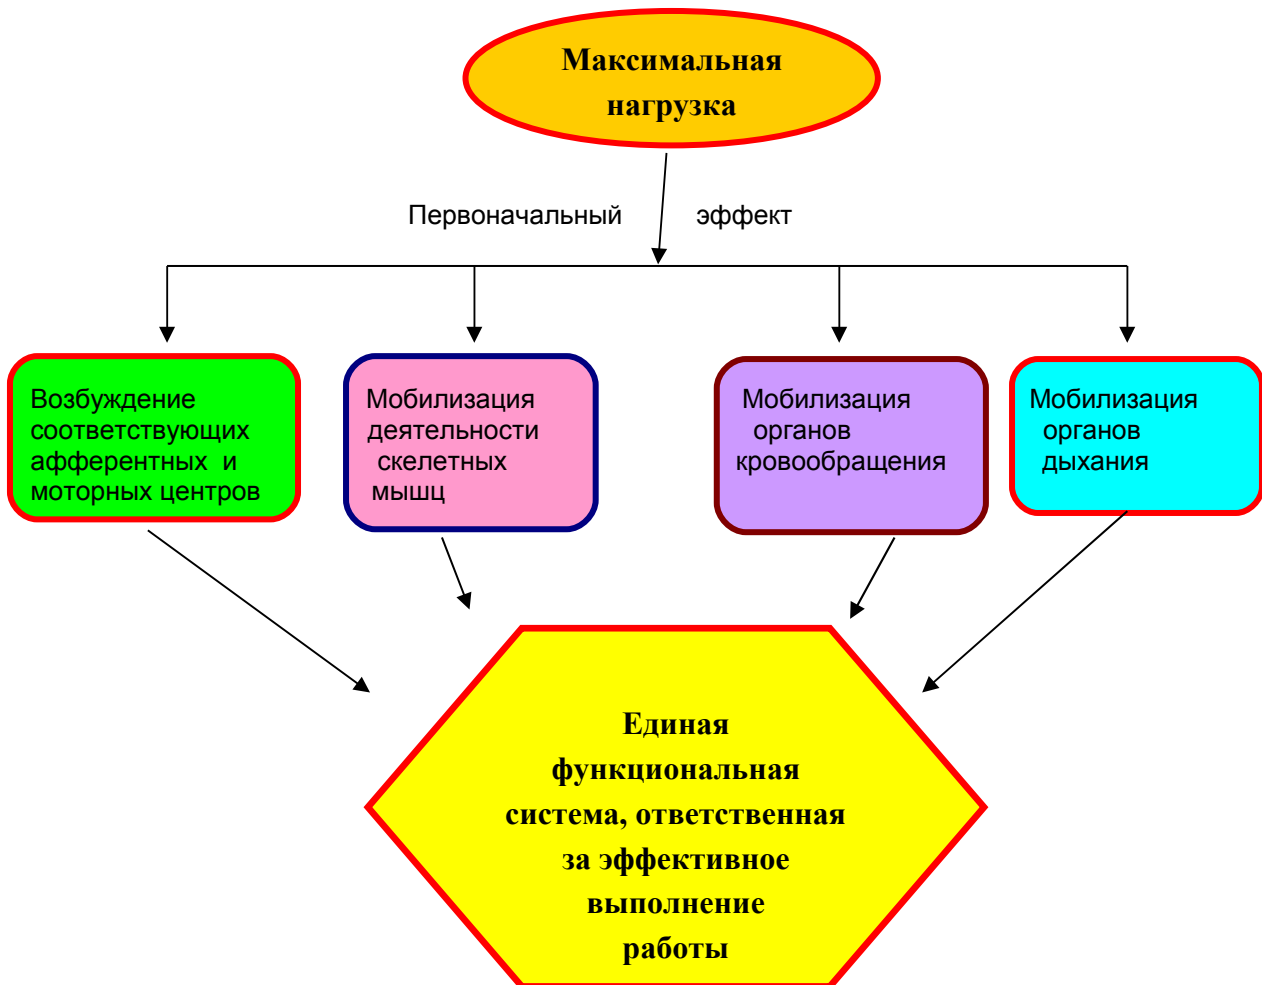 Максимальная
нагрузка
Первоначальный эффект
Возбуждение
соответствующих
афферентных и
моторных центров
Мобилизация
деятельности
скелетных
мышц
Мобилизация
органов
кровообращения
Мобилизация
органов
дыхания
Единая
функциональная
система, ответственная
за эффективное
выполнение
работы